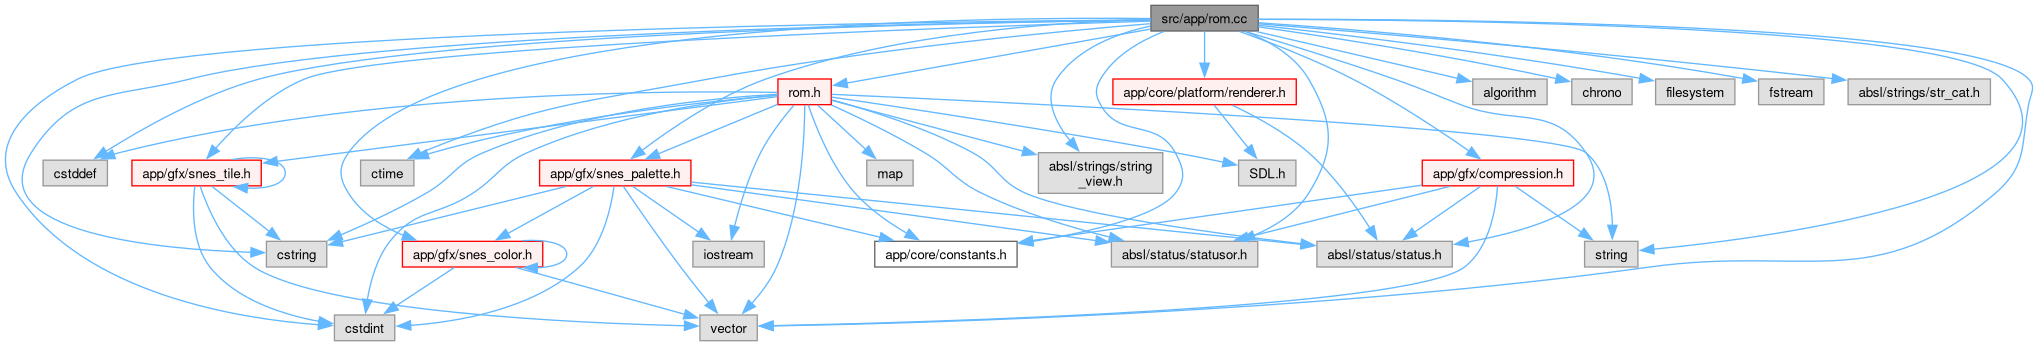 src/app/rom.cc
rom.h
app/core/platform/renderer.h
algorithm
chrono
filesystem
fstream
absl/strings/str_cat.h
cstddef
app/gfx/snes_tile.h
ctime
app/gfx/snes_palette.h
map
absl/strings/string
_view.h
SDL.h
app/gfx/compression.h
cstring
app/gfx/snes_color.h
iostream
app/core/constants.h
absl/status/statusor.h
absl/status/status.h
string
cstdint
vector